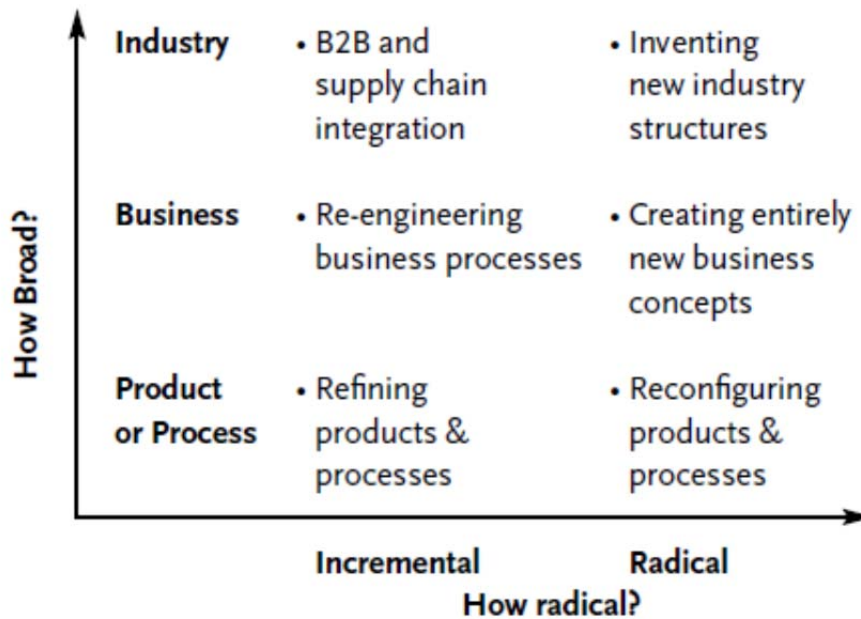 How Broad?
Industry
• B2B and
supply chain
integration
• Inventing
new industry
structures
Business
• Re-engineering
business processes
• Creating entirely
new business
concepts
Product
or Process
• Refining
products &
processes
• Reconfiguring
products &
processes
Incremental
Radical
How radical?